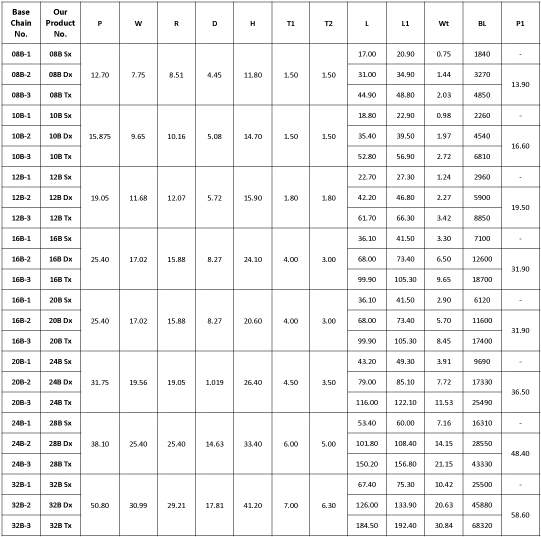 Base Chain No. | Our Product No. | P | W | R | D | H | T1 | T2 | L | L1 | Wt | BL | P1
08B-1 | 08B Sx | 12.70 | 7.75 | 8.51 | 4.45 | 11.80 | 1.50 | 1.50 | 17.00 | 20.90 | 0.75 | 1840 | -
08B-2 | 08B Dx | 31.00 | 34.90 | 1.44 | 3270 | 13.90
08B-3 | 08B Tx | 44.90 | 48.80 | 2.03 | 4850
10B-1 | 10B Sx | 15.875 | 9.65 | 10.16 | 5.08 | 14.70 | 1.50 | 1.50 | 18.80 | 22.90 | 0.98 | 2260 | -
10B-2 | 10B Dx | 35.40 | 39.50 | 1.97 | 4540 | 16.60
10B-3 | 10B Tx | 52.80 | 56.90 | 2.72 | 6810
12B-1 | 12B Sx | 19.05 | 11.68 | 12.07 | 5.72 | 15.90 | 1.80 | 1.80 | 22.70 | 27.30 | 1.24 | 2960 | -
12B-2 | 12B Dx | 42.20 | 46.80 | 2.27 | 5900 | 19.50
12B-3 | 12B Tx | 61.70 | 66.30 | 3.42 | 8850
16B-1 | 16B Sx | 25.40 | 17.02 | 15.88 | 8.27 | 24.10 | 4.00 | 3.00 | 36.10 | 41.50 | 3.30 | 7100 | -
16B-2 | 16B Dx | 68.00 | 73.40 | 6.50 | 12600 | 31.90
16B-3 | 16B Tx | 99.90 | 105.30 | 9.65 | 18700
16B-1 | 20B Sx | 25.40 | 17.02 | 15.88 | 8.27 | 20.60 | 4.00 | 3.00 | 36.10 | 41.50 | 2.90 | 6120 | -
16B-2 | 20B Dx | 68.00 | 73.40 | 5.70 | 11600 | 31.90
16B-3 | 20B Tx | 99.90 | 105.30 | 8.45 | 17400
20B-1 | 24B Sx | 31.75 | 19.56 | 19.05 | 1.019 | 26.40 | 4.50 | 3.50 | 43.20 | 49.30 | 3.91 | 9690 | -
20B-2 | 24B Dx | 79.00 | 85.10 | 7.72 | 17330 | 36.50
20B-3 | 24B Tx | 116.00 | 122.10 | 11.53 | 25490
24B-1 | 28B Sx | 38.10 | 25.40 | 25.40 | 14.63 | 33.40 | 6.00 | 5.00 | 53.40 | 60.00 | 7.16 | 16310 | -
24B-2 | 28B Dx | 101.80 | 108.40 | 14.15 | 28550 | 48.40
24B-3 | 28B Tx | 150.20 | 156.80 | 21.15 | 43330
32B-1 | 32B Sx | 50.80 | 30.99 | 29.21 | 17.81 | 41.20 | 7.00 | 6.30 | 67.40 | 75.30 | 10.42 | 25500 | -
32B-2 | 32B Dx | 126.00 | 133.90 | 20.63 | 45880 | 58.60
32B-3 | 32B Tx | 184.50 | 192.40 | 30.84 | 68320